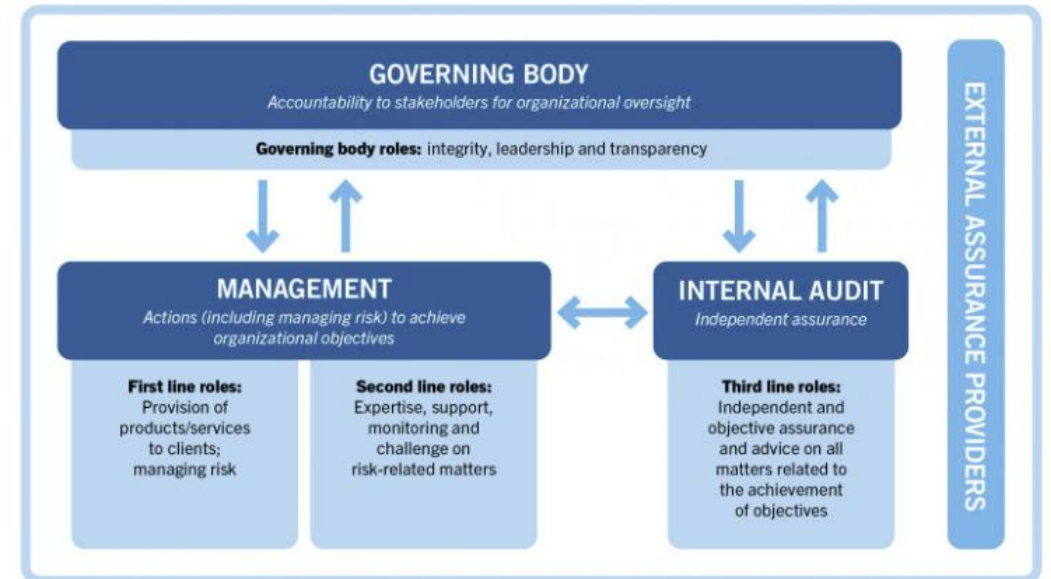 GOVERNING BODY
Accountability to stakeholders for organizational oversight
Governing body roles: integrity, leadership and transparency
MANAGEMENT
Actions (including managing risk) to achieve
organizational objectives
First line roles:
Provision of
products/services
to clients;
managing risk
Second line roles:
Expertise, support,
monitoring and
challenge on
risk-related matters
INTERNAL AUDIT
Independent assurance
Third line roles:
Independent and
objective assurance
and advice on all
matters related to
the achievement
of objectives
EXTERNAL ASSURANCE PROVIDERS